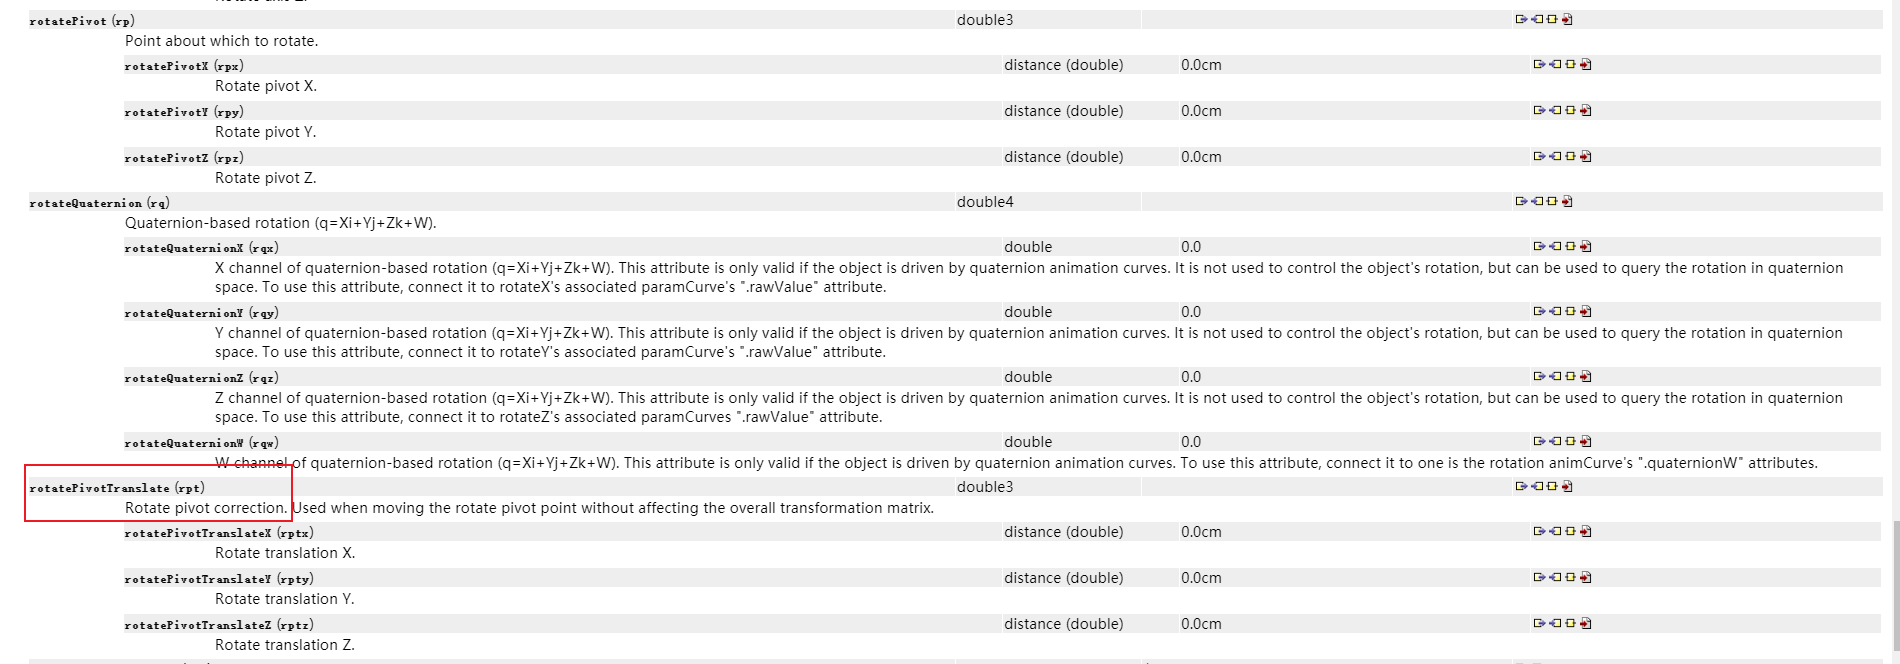 rotatePivot (rp) double3
Point about which to rotate.
rotatePivotX (rpx) distance (double) 0.0cm
Rotate pivot X.
rotatePivotY (rpy) distance (double) 0.0cm
Rotate pivot Y.
rotatePivotZ (rpz) distance (double) 0.0cm
Rotate pivot Z.
rotateQuaternion (rq) double4
Quaternion-based rotation (q=Xi+Yj+Zk+W).
rotateQuaternionX (rqx) double 0.0
X channel of quaternion-based rotation (q=Xi+Yj+Zk+W). This attribute is only valid if the object is driven by quaternion animation curves. It is not used to control the object's rotation, but can be used to query the rotation in quaternion
space. To use this attribute, connect it to rotateX's associated paramCurve's ".rawValue" attribute.
rotateQuaternionY (rqy) double 0.0
Y channel of quaternion-based rotation (q=Xi+Yj+Zk+W). This attribute is only valid if the object is driven by quaternion animation curves. It is not used to control the object's rotation, but can be used to query the rotation in quaternion
space. To use this attribute, connect it to rotateY's associated paramCurve's ".rawValue" attribute.
rotateQuaternionZ (rqz) double 0.0
Z channel of quaternion-based rotation (q=Xi+Yj+Zk+W). This attribute is only valid if the object is driven by quaternion animation curves. It is not used to control the object's rotation, but can be used to query the rotation in quaternion
space. To use this attribute, connect it to rotateZ's associated paramCurves ".rawValue" attribute.
rotateQuaternionW (rqw) double 0.0
W channel of quaternion-based rotation (q=Xi+Yj+Zk+W). This attribute is only valid if the object is driven by quaternion animation curves. To use this attribute, connect it to one is the rotation animCurve's ".quaternionW" attributes.
rotatePivotTranslate (rpt) double3
Rotate pivot correction. Used when moving the rotate pivot point without affecting the overall transformation matrix.
rotatePivotTranslateX (rptx) distance (double) 0.0cm
Rotate translation X.
rotatePivotTranslateY (rpty) distance (double) 0.0cm
Rotate translation Y.
rotatePivotTranslateZ (rptz) distance (double) 0.0cm
Rotate translation Z.